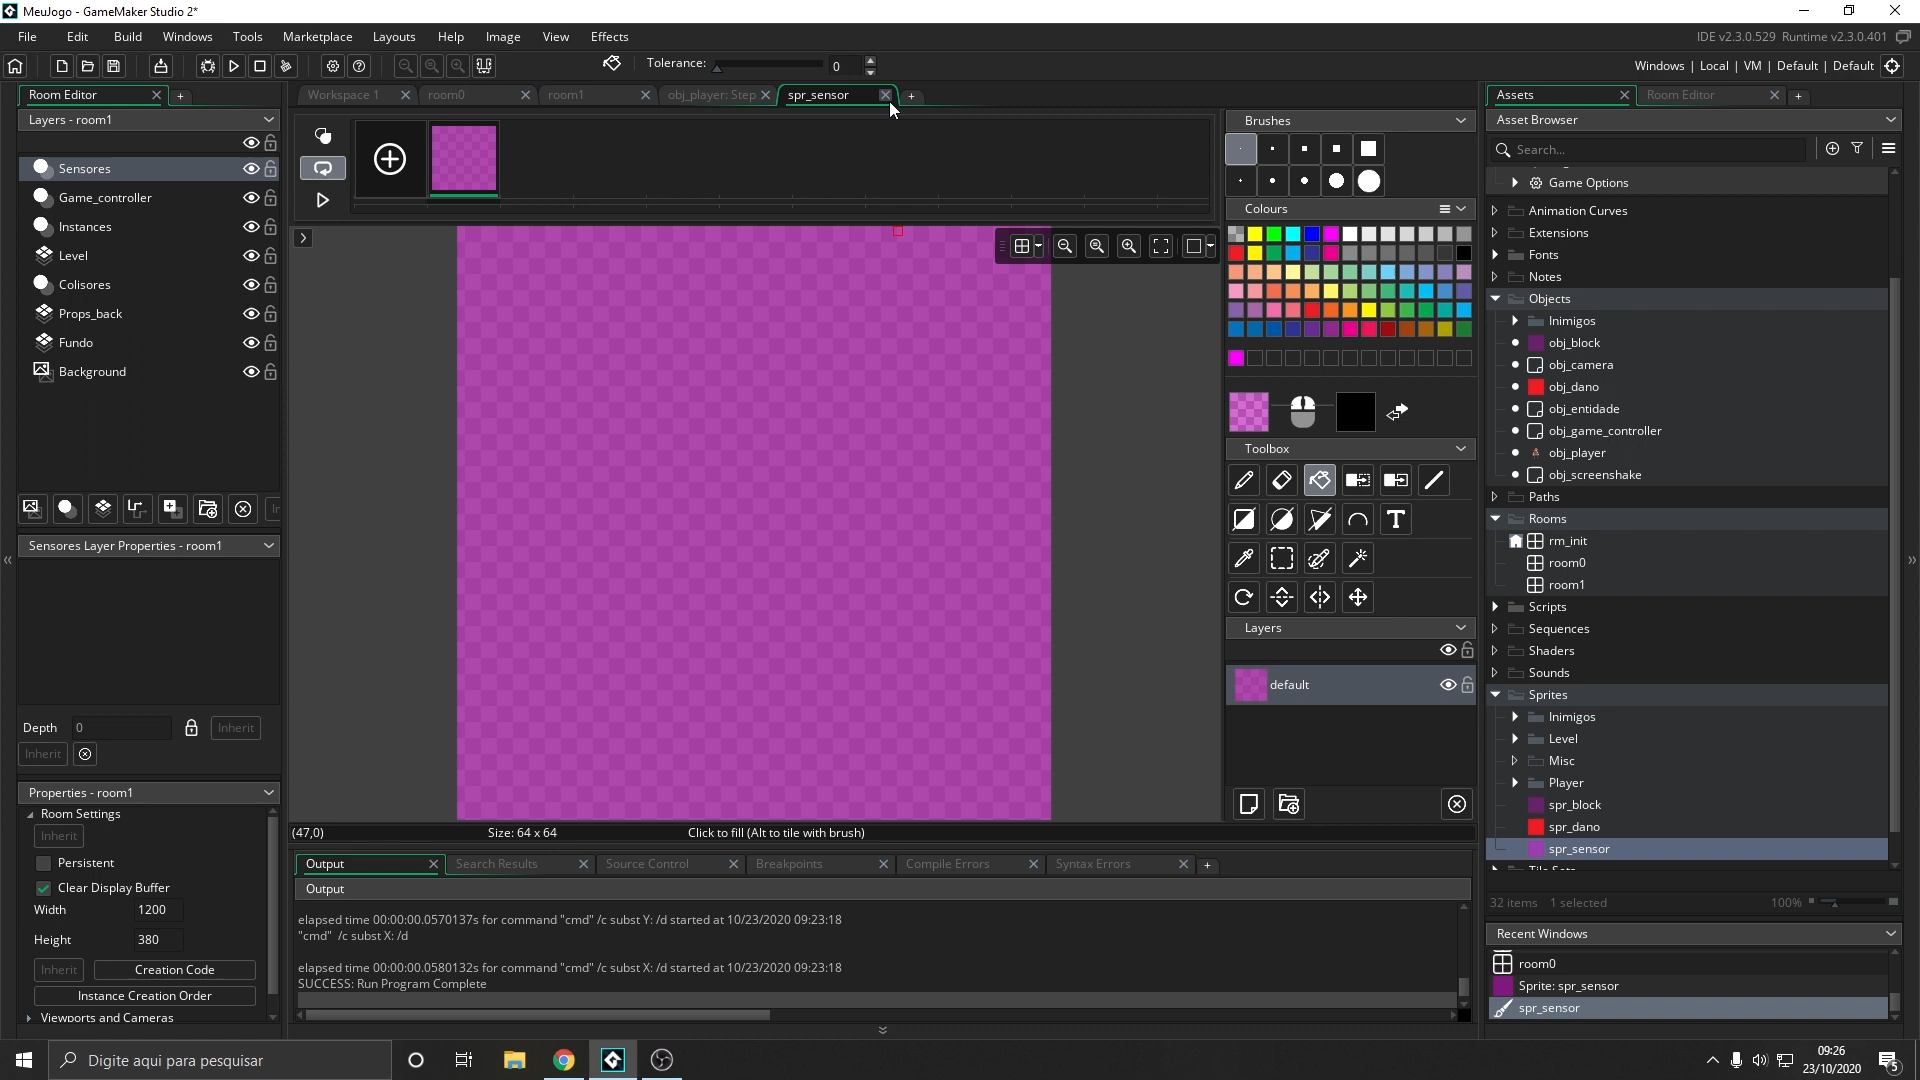 MeuJogo - GameMaker Studio 2*
File Edit Build Windows Tools Marketplace Layouts Help Image View Effects
IDE v2.3.0.529 Runtime v2.3.0.401
Tolerance: 0
Windows | Local | VM | Default | Default
Room Editor
Workspace 1 room0 room1 obj_player: Step spr_sensor
Assets Room Editor
Layers - room1
Sensores
Game_controller
Instances
Level
Colisores
Props_back
Fundo
Background
Sensores Layer Properties - room1
Depth 0 Inherit
Inherit
Properties - room1
Room Settings
Inherit
Persistent
Clear Display Buffer
Width 1200
Height 380
Inherit Creation Code
Instance Creation Order
Viewports and Cameras
(47,0) Size: 64 x 64 Click to fill (Alt to tile with brush)
Output Search Results Source Control Breakpoints Compile Errors Syntax Errors
Output
elapsed time 00:00:00.0570137s for command "cmd" /c subst Y: /d started at 10/23/2020 09:23:18
"cmd" /c subst X: /d
elapsed time 00:00:00.0580132s for command "cmd" /c subst X: /d started at 10/23/2020 09:23:18
SUCCESS: Run Program Complete
Brushes
Colours
Toolbox
T
Layers
default
Asset Browser
Search...
Game Options
Animation Curves
Extensions
Fonts
Notes
Objects
Inimigos
obj_block
obj_camera
obj_dano
obj_entidade
obj_game_controller
obj_player
obj_screenshake
Paths
Rooms
rm_init
room0
room1
Scripts
Sequences
Shaders
Sounds
Sprites
Inimigos
Level
Misc
Player
spr_block
spr_dano
spr_sensor
32 items 1 selected 100%
Recent Windows
room0
Sprite: spr_sensor
spr_sensor
Digite aqui para pesquisar
09:26
23/10/2020
5